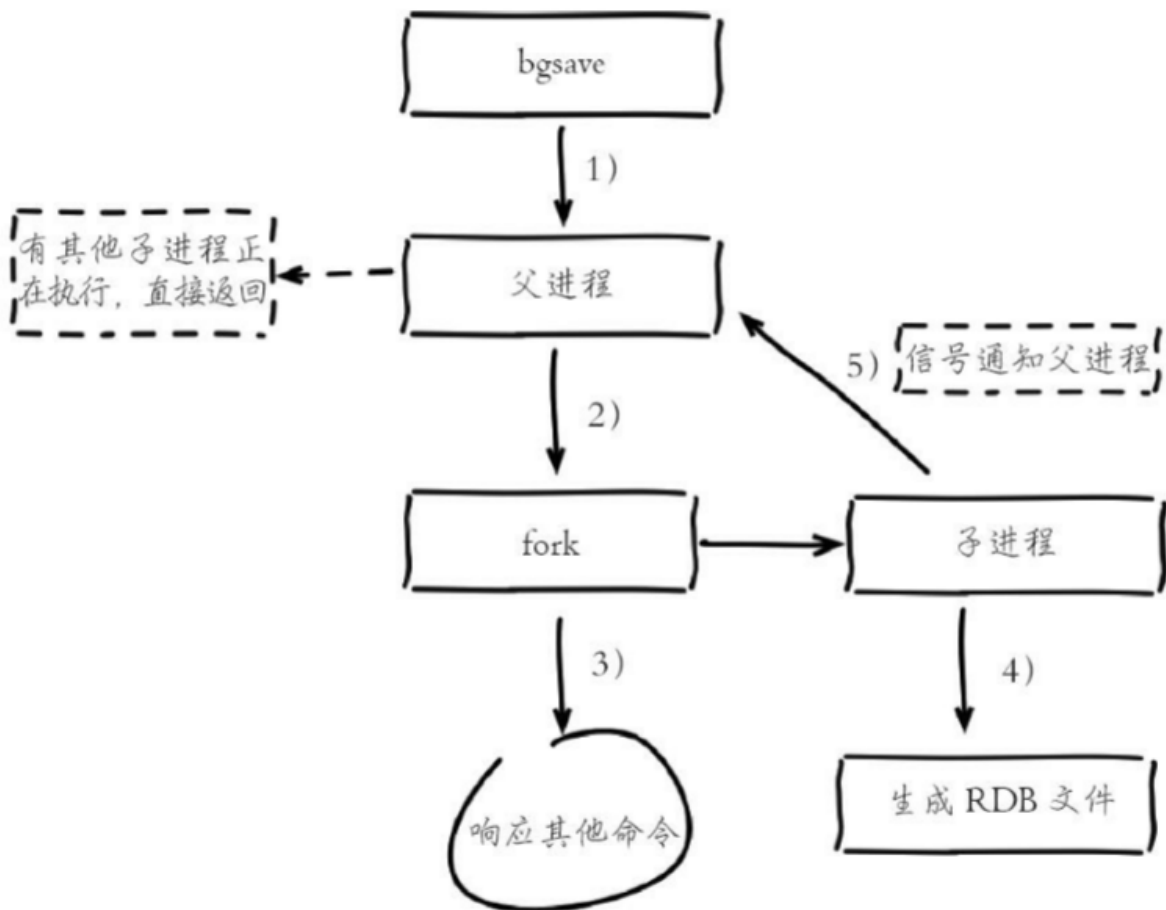 bgsave
1)
有其他子进程正
在执行，直接返回
父进程
5)
信号通知父进程
2)
fork
子进程
3)
4)
生成 RDB 文件
响应其他命令